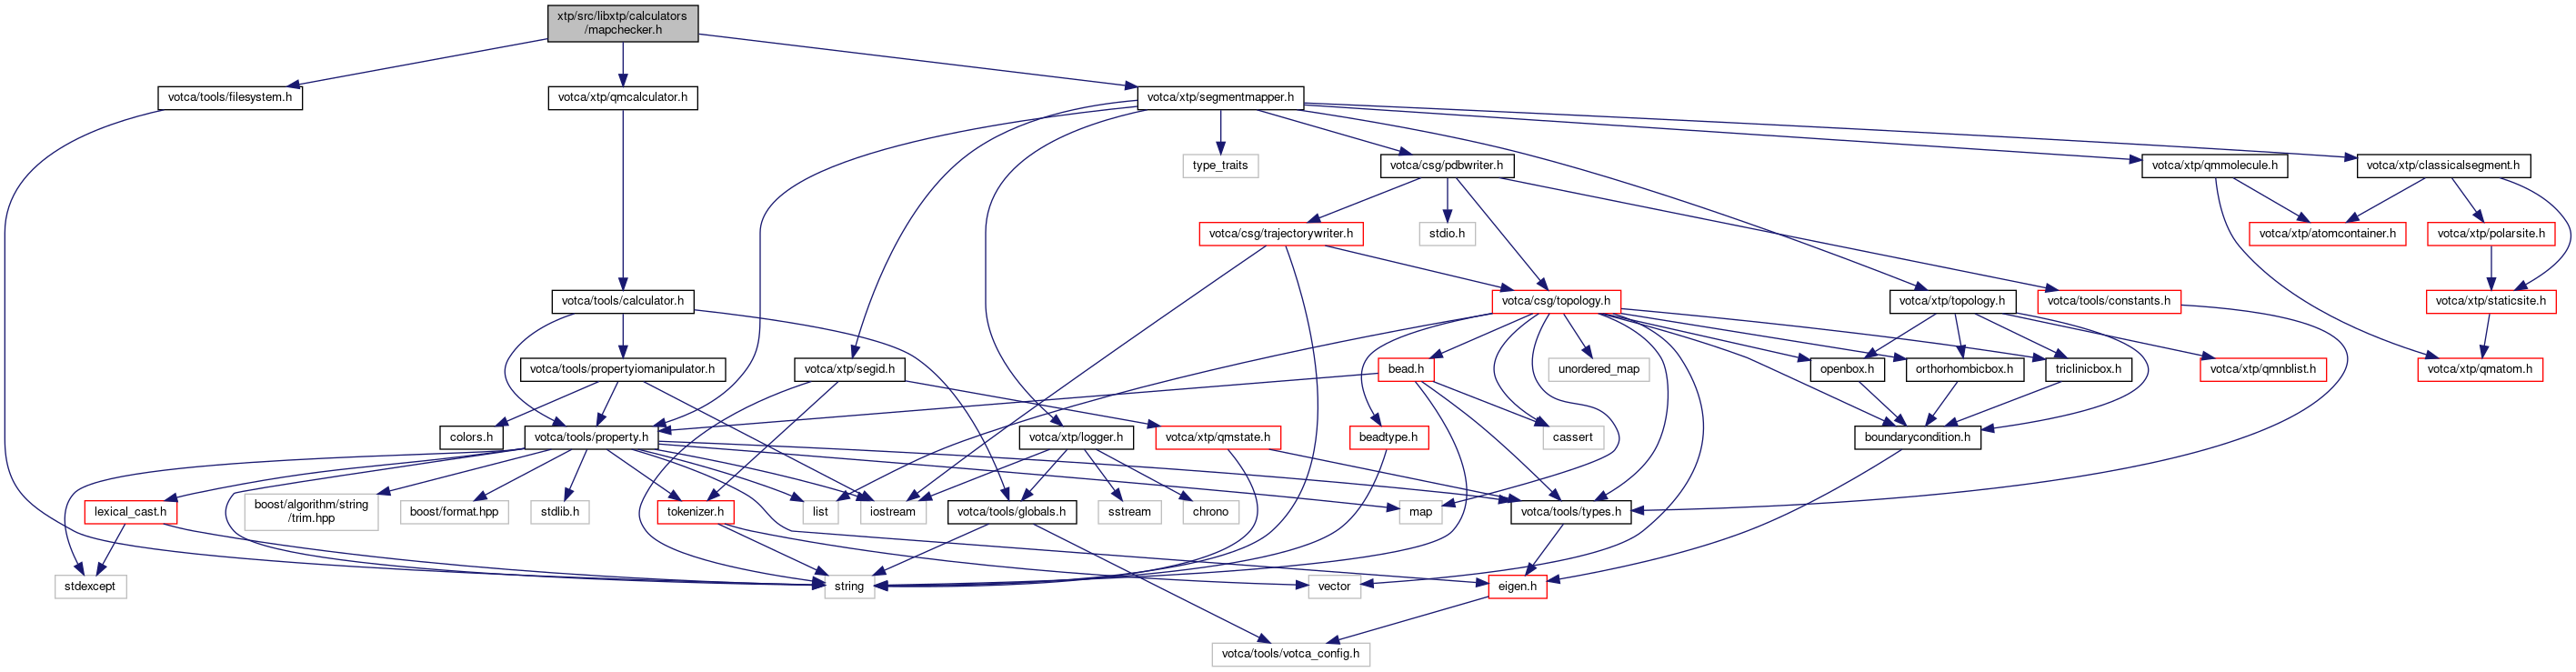 xtp/src/libxtp/calculators
/mapchecker.h
votca/tools/filesystem.h
votca/xtp/qmcalculator.h
votca/xtp/segmentmapper.h
type_traits
votca/csg/pdbwriter.h
votca/xtp/qmmolecule.h
votca/xtp/classicalsegment.h
votca/csg/trajectorywriter.h
stdio.h
votca/xtp/atomcontainer.h
votca/xtp/polarsite.h
votca/tools/calculator.h
votca/csg/topology.h
votca/xtp/topology.h
votca/tools/constants.h
votca/xtp/staticsite.h
votca/tools/propertyiomanipulator.h
votca/xtp/segid.h
bead.h
unordered_map
openbox.h
orthorhombicbox.h
triclinicbox.h
votca/xtp/qmnblist.h
votca/xtp/qmatom.h
colors.h
votca/tools/property.h
votca/xtp/logger.h
votca/xtp/qmstate.h
beadtype.h
cassert
boundarycondition.h
lexical_cast.h
boost/algorithm/string
/trim.hpp
boost/format.hpp
stdlib.h
tokenizer.h
list
iostream
votca/tools/globals.h
sstream
chrono
map
votca/tools/types.h
stdexcept
string
vector
eigen.h
votca/tools/votca_config.h